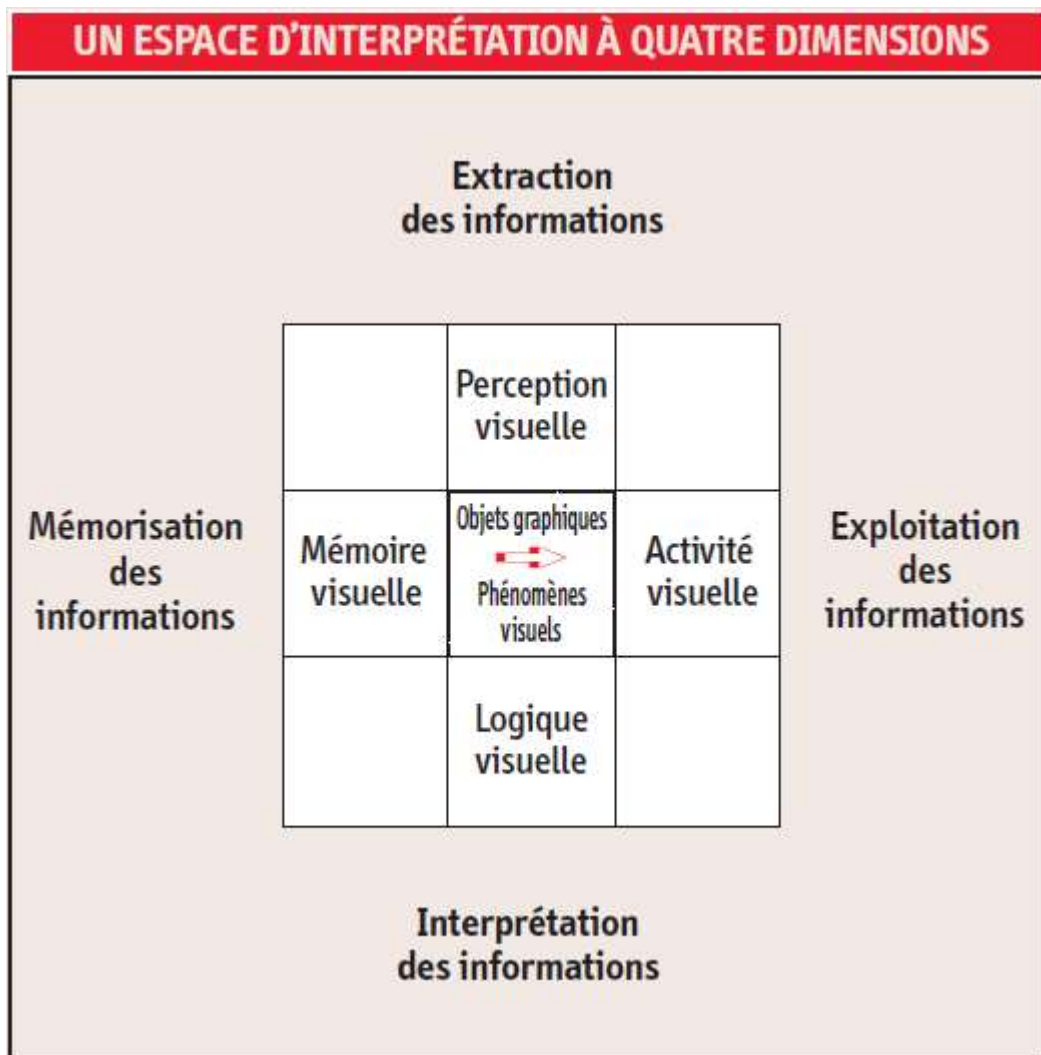 UN ESPACE D'INTERPRÉTATION À QUATRE DIMENSIONS
Extraction
des informations
Perception
visuelle
Mémorisation
des
informations
Mémoire
visuelle
Objets graphiques
Phénomènes
visuels
Activité
visuelle
Exploitation
des
informations
Logique
visuelle
Interprétation
des informations